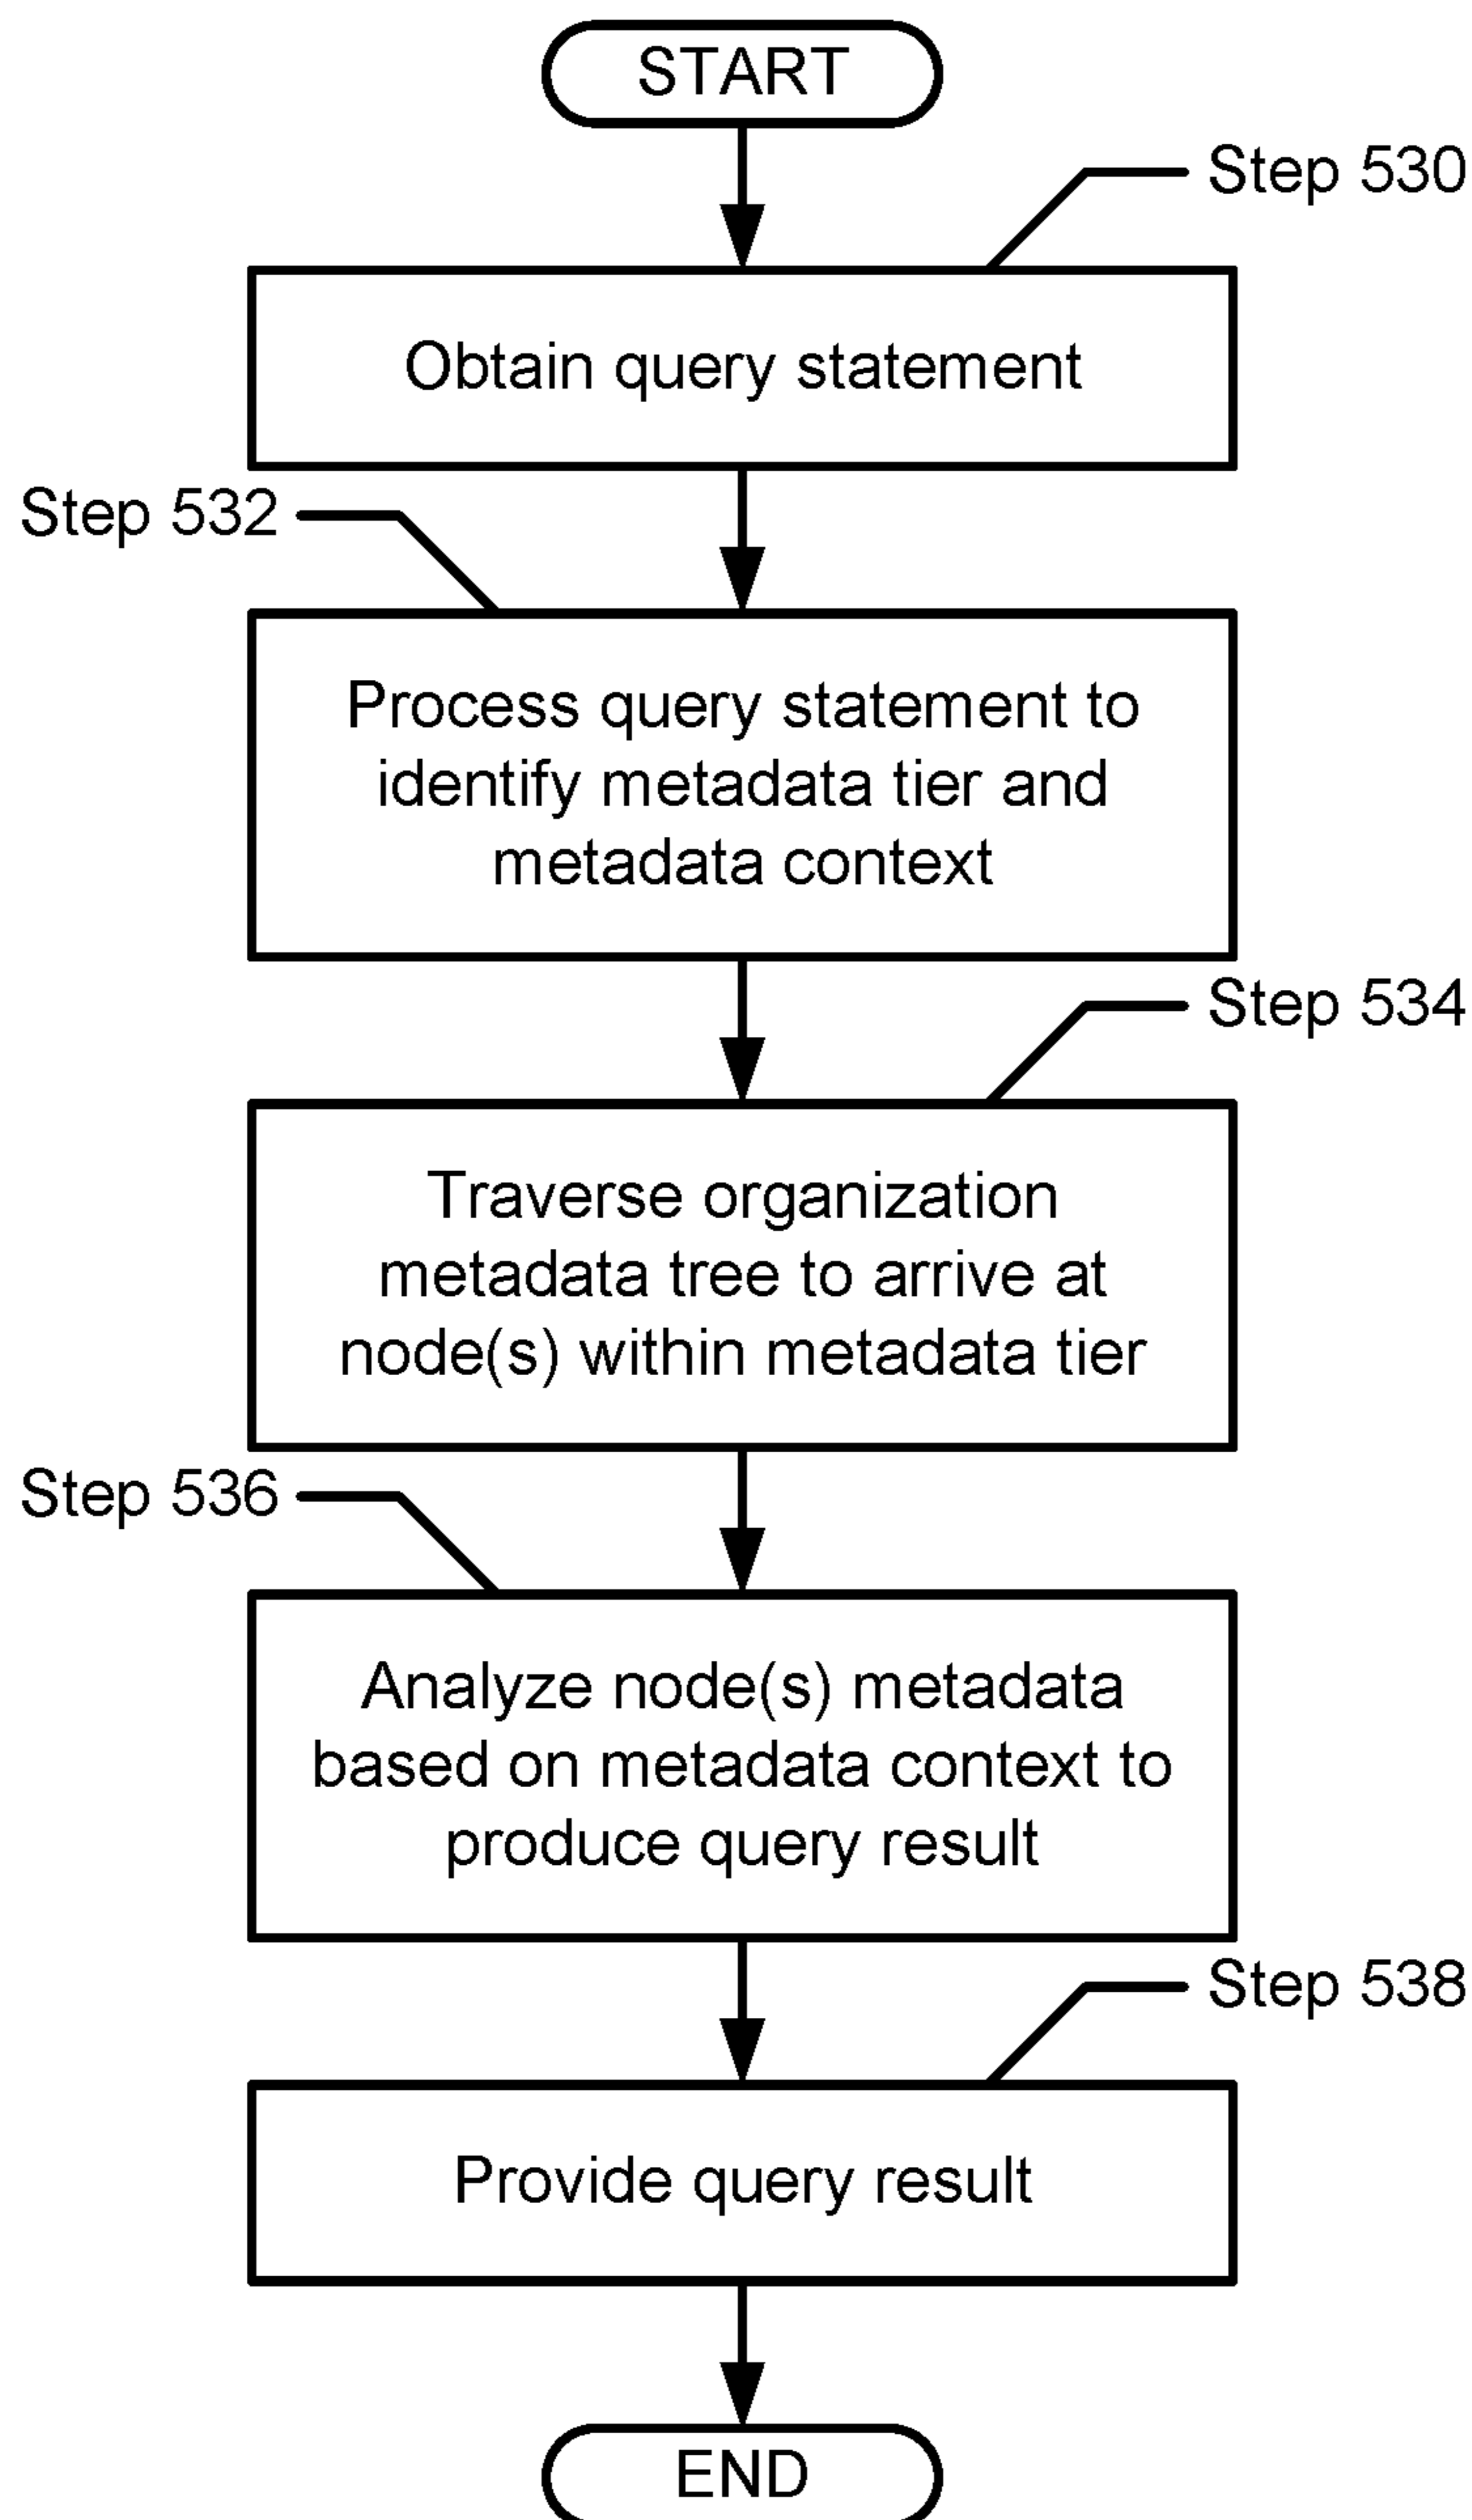 START
Step 530
Obtain query statement
Step 532
Process query statement to
identify metadata tier and
metadata context
Step 534
Traverse organization
metadata tree to arrive at
node(s) within metadata tier
Step 536
Analyze node(s) metadata
based on metadata context to
produce query result
Step 538
Provide query result
END